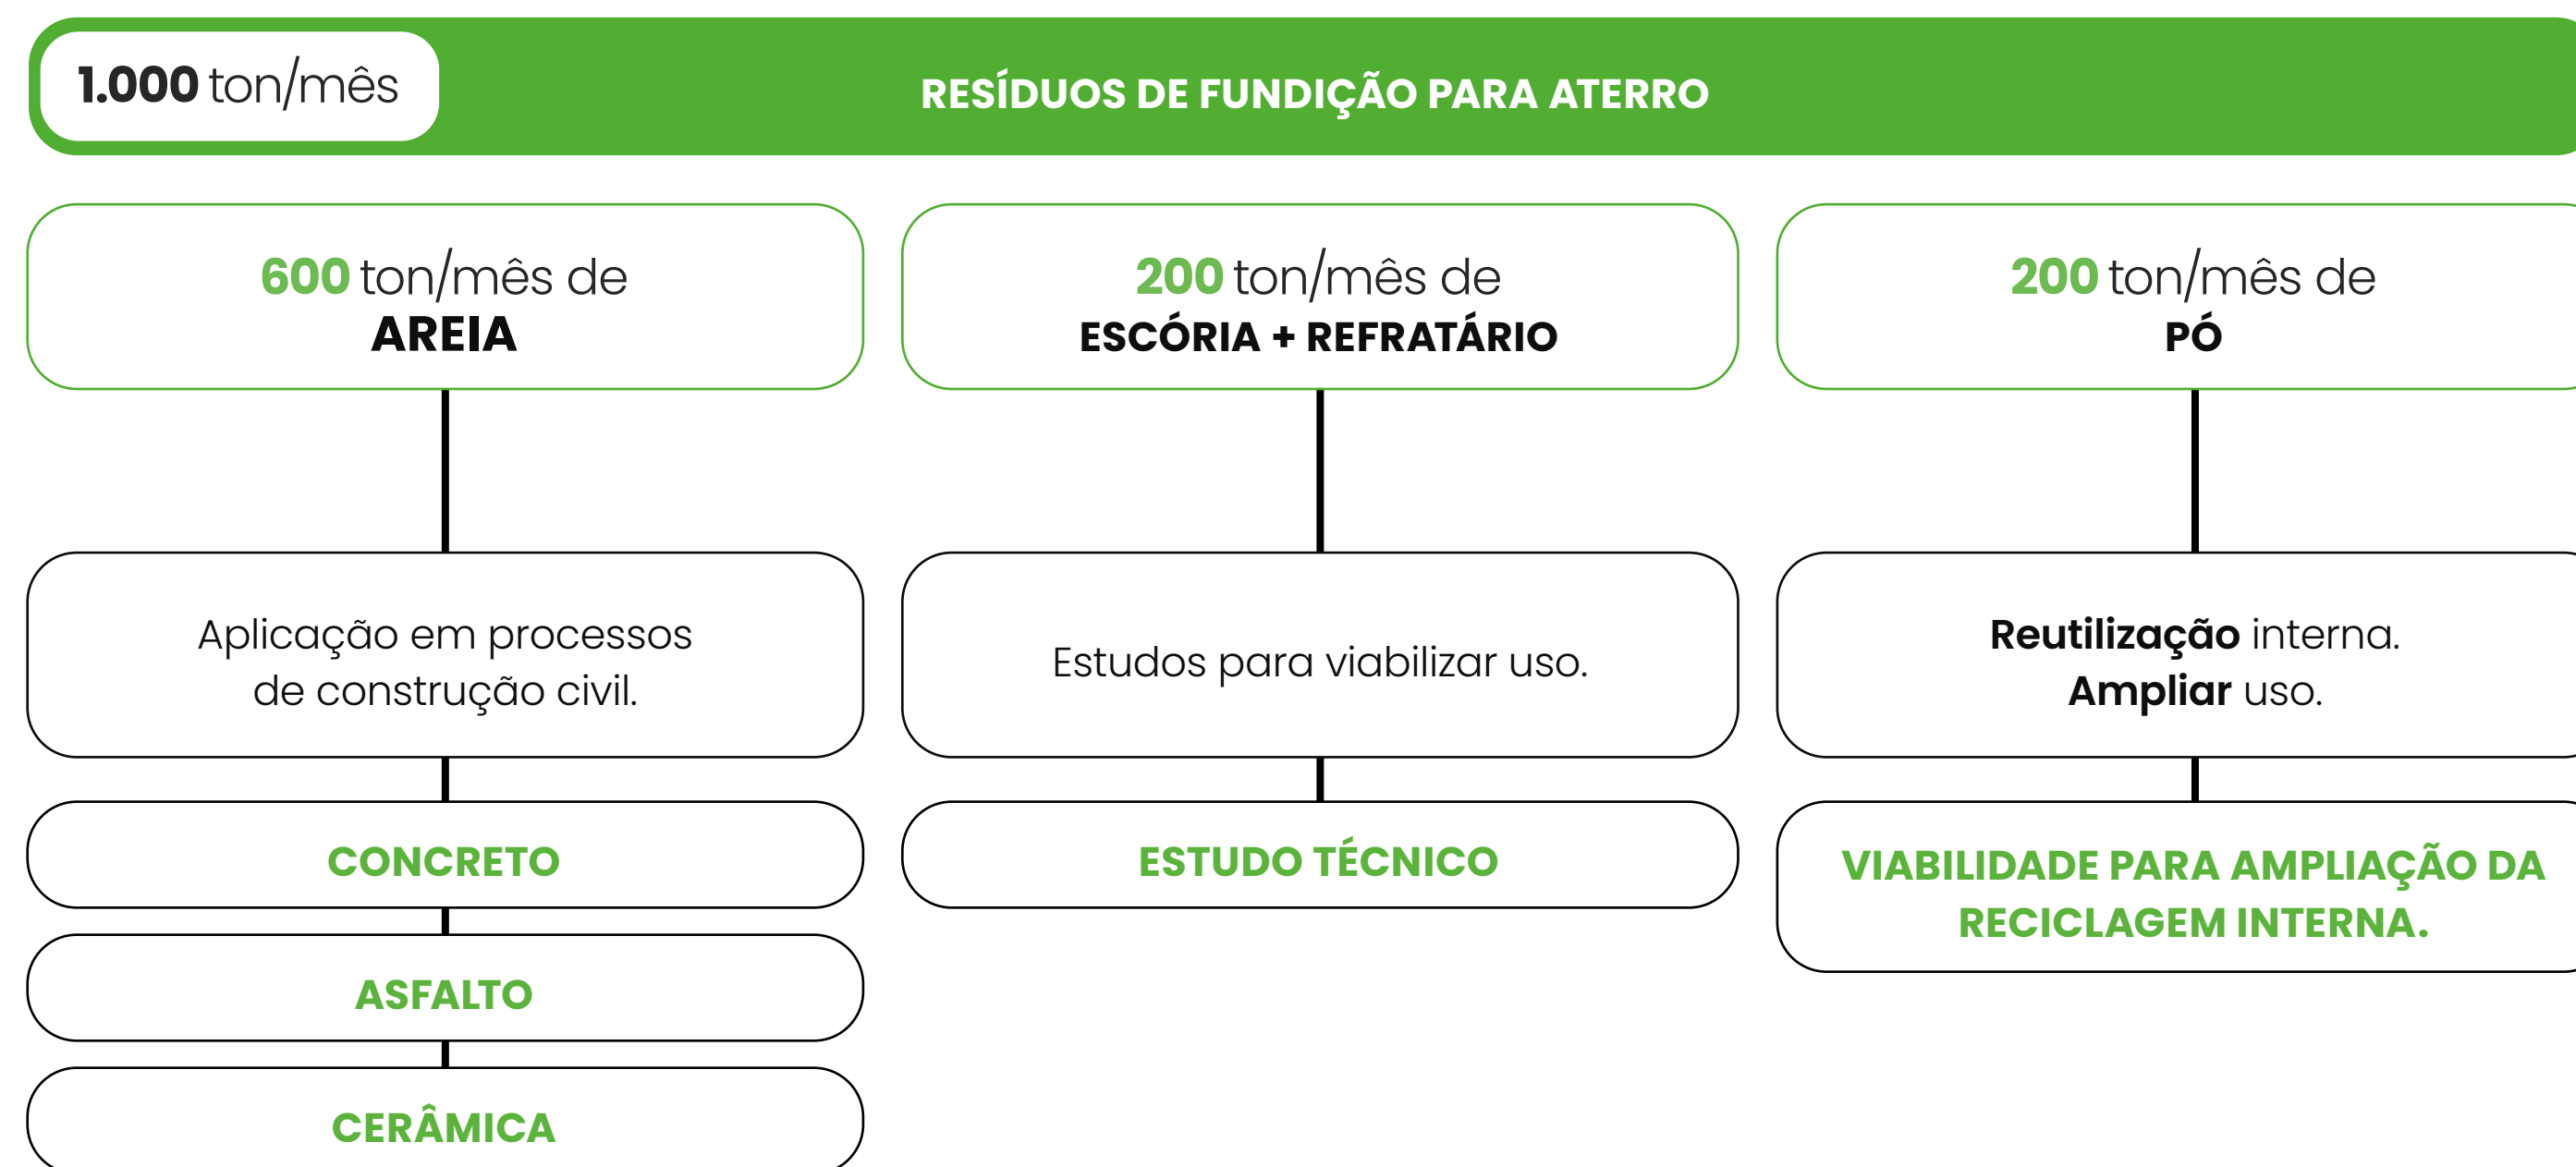 1.000 ton/mês
RESÍDUOS DE FUNDIÇÃO PARA ATERRO
600 ton/mês de
AREIA
200 ton/mês de
ESCÓRIA + REFRATÁRIO
200 ton/mês de
PÓ
Aplicação em processos
de construção civil.
Estudos para viabilizar uso.
Reutilização interna.
Ampliar uso.
CONCRETO
ASFALTO
CERÂMICA
ESTUDO TÉCNICO
VIABILIDADE PARA AMPLIAÇÃO DA
RECICLAGEM INTERNA.